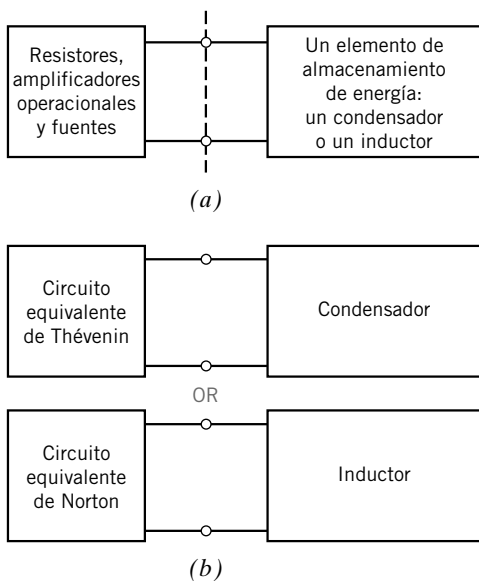 Resistores,
amplificadores
operacionales
y fuentes
Un elemento de
almacenamiento
de energía:
un condensador
o un inductor
(a)
Circuito
equivalente
de Thévenin
Condensador
OR
Circuito
equivalente
de Norton
Inductor
(b)